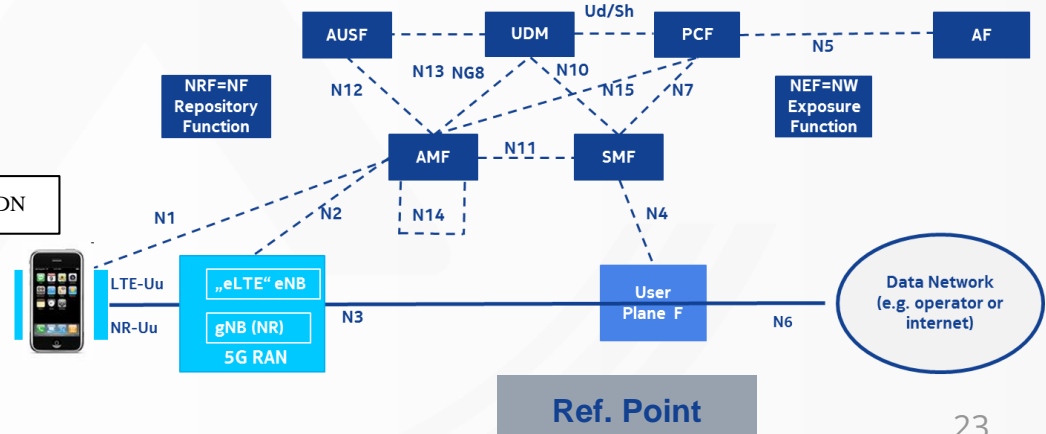 Ud/Sh
AUSF
UDM
PCF
N5
AF
NRF=NF
Repository
Function
N12
N13
NG8
N10
N15
N7
NEF=NW
Exposure
Function
AMF
N11
SMF
N1
N2
N14
N4
LTE-Uu
NR-Uu
„eLTE“ eNB
gNB (NR)
5G RAN
N3
User
Plane F
N6
Data Network
(e.g. operator or
internet)
Ref. Point
23